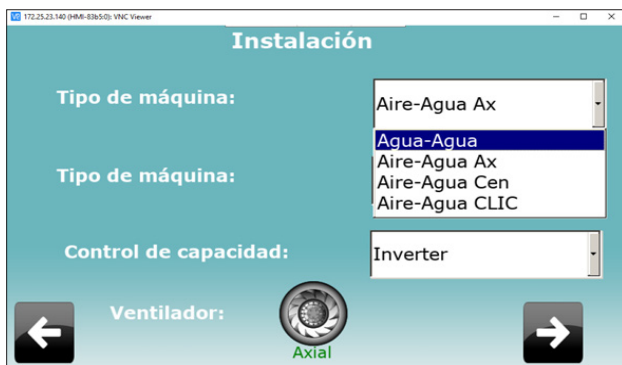 172.25.23.140 (HMI-83b5:0): VNC Viewer
Instalación
Tipo de máquina:
Aire-Agua Ax
Agua-Agua
Aire-Agua Ax
Aire-Agua Cen
Aire-Agua CLIC
Tipo de máquina:
Control de capacidad:
Inverter
Ventilador:
Axial